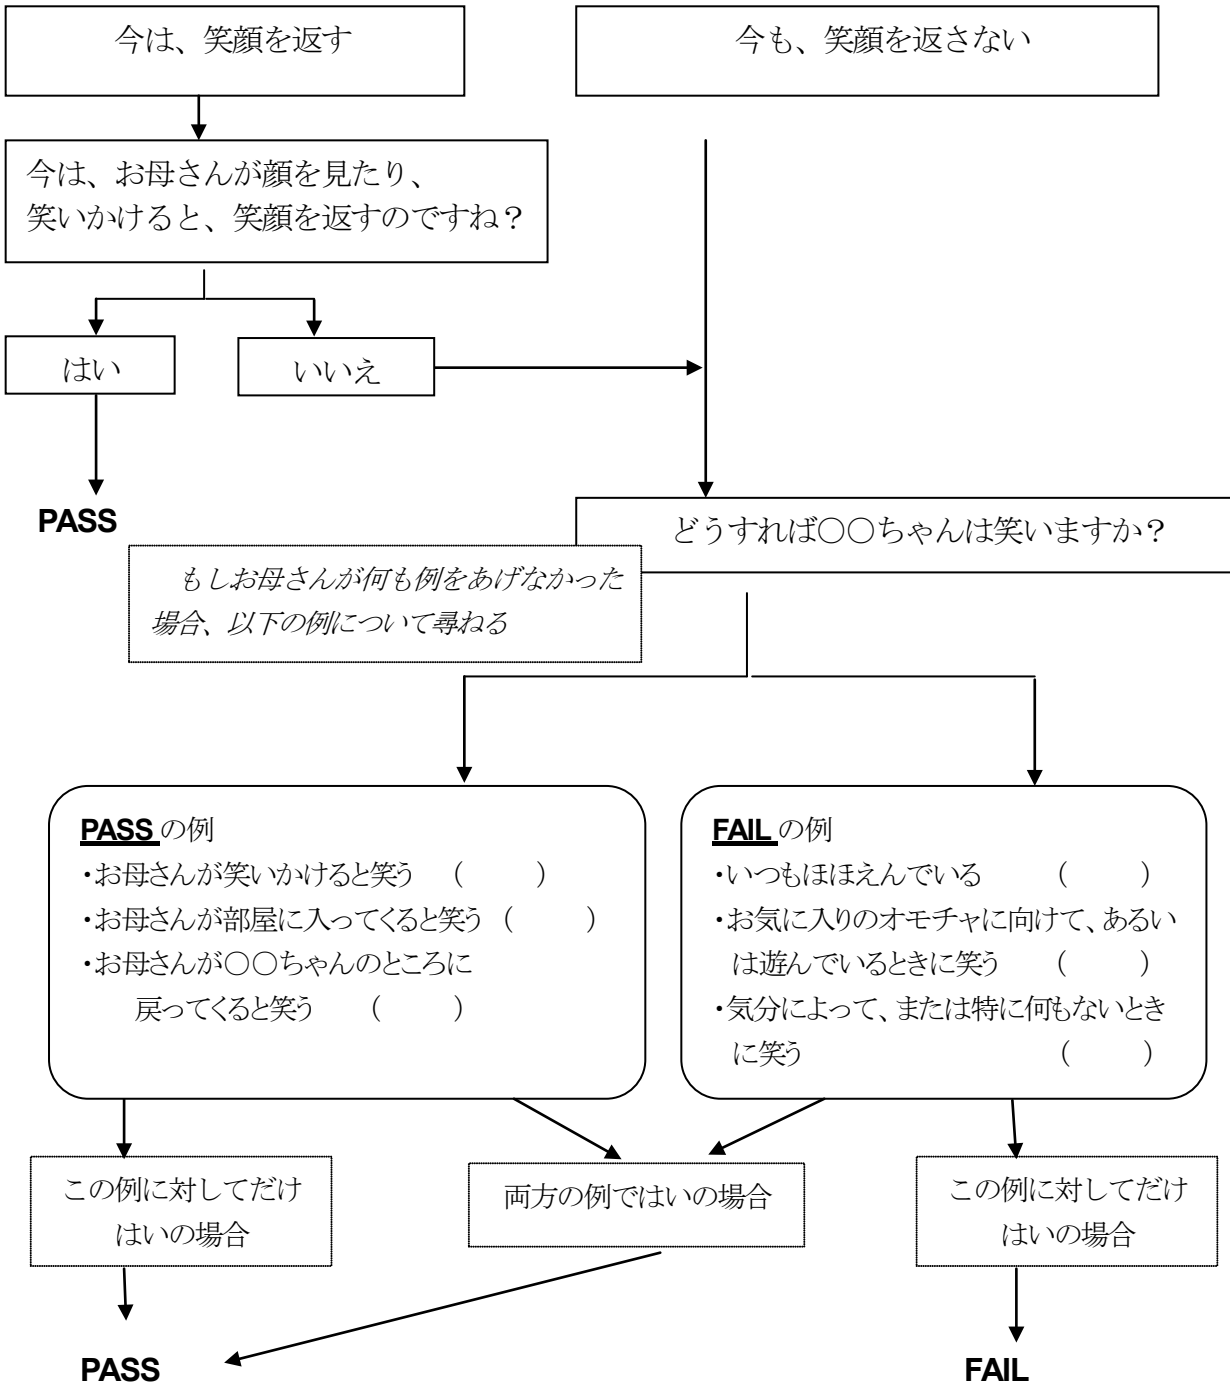 今は、笑顔を返す
今も、笑顔を返さない
今は、お母さんが顔を見たり、
笑いかけると、笑顔を返すのですね？
はい
いいえ
PASS
どうすれば○○ちゃんは笑いますか？
もしお母さんが何も例をあげなかった
場合、以下の例について尋ねる
PASS の例
・お母さんが笑いかけると笑う （　　）
・お母さんが部屋に入ってくると笑う （　　）
・お母さんが○○ちゃんのところに
戻ってくると笑う （　　）
FAIL の例
・いつもほほえんでいる （　　）
・お気に入りのオモチャに向けて、あるい
は遊んでいるときに笑う （　　）
・気分によって、または特に何もないとき
に笑う （　　）
この例に対してだけ
はいの場合
両方の例ではいの場合
この例に対してだけ
はいの場合
PASS
FAIL